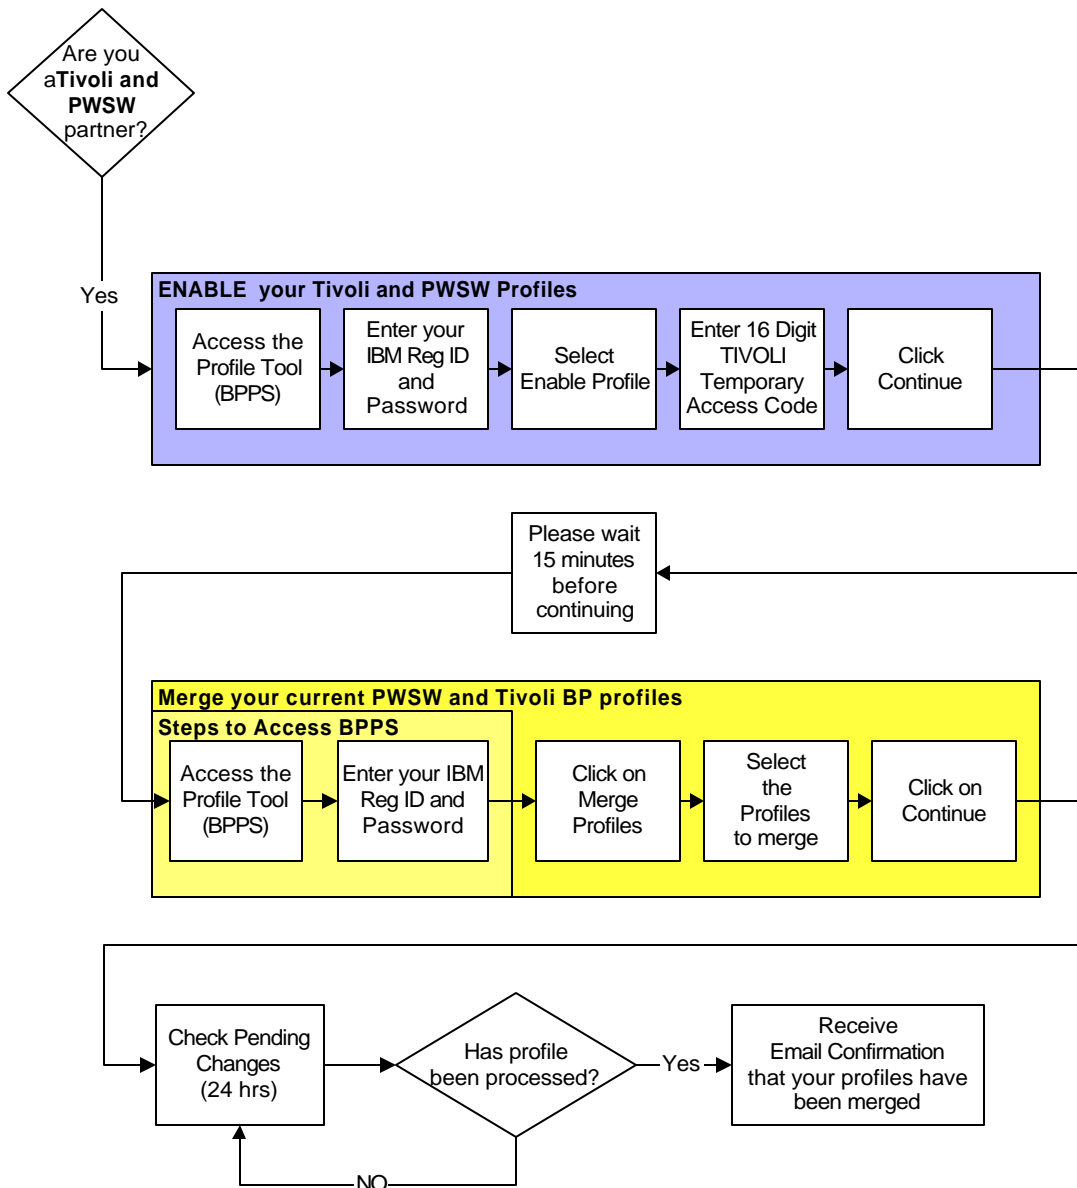 Are you
aTivoli and
PWSW
partner?
Yes
ENABLE your Tivoli and PWSW Profiles
Access the
Profile Tool
(BPPS)
Enter your
IBM Reg ID
and
Password
Select
Enable Profile
Enter 16 Digit
TIVOLI
Temporary
Access Code
Click
Continue
Please wait
15 minutes
before
continuing
Merge your current PWSW and Tivoli BP profiles
Steps to Access BPPS
Access the
Profile Tool
(BPPS)
Enter your IBM
Reg ID and
Password
Click on
Merge
Profiles
Select
the
Profiles
to merge
Click on
Continue
Check Pending
Changes
(24 hrs)
Has profile
been processed?
Yes
Receive
Email Confirmation
that your profiles have
been merged
NO